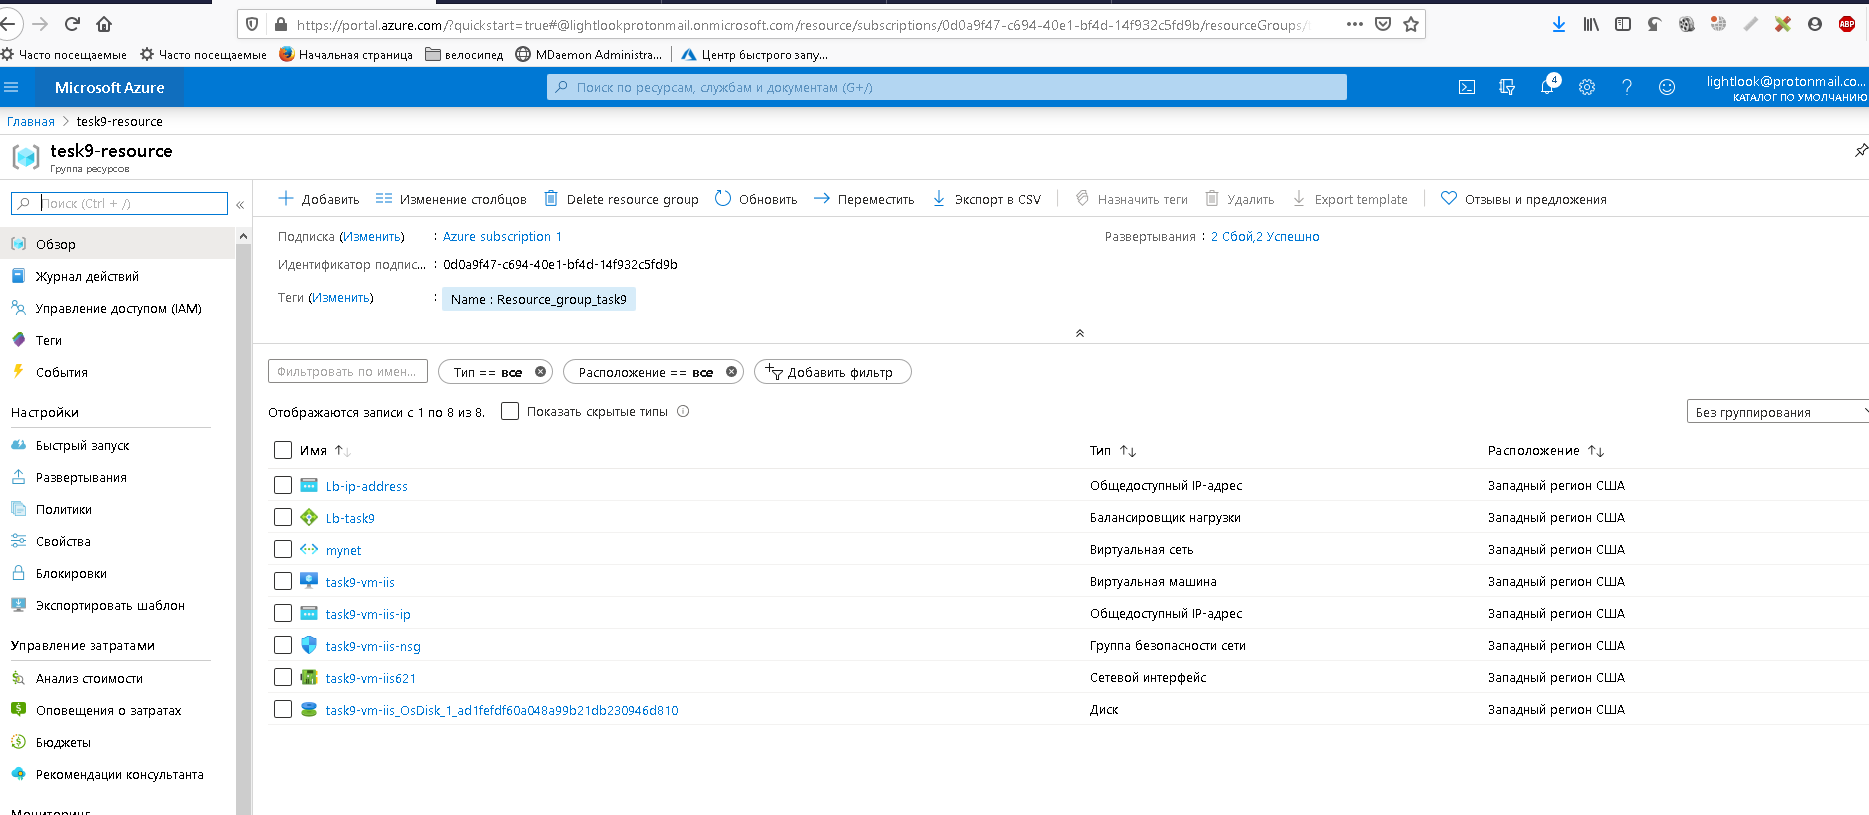 https://portal.azure.com/?quickstart=true#@lightlookprotonmail.onmicrosoft.com/resource/subscriptions/0d0a9f47-c694-40e1-bf4d-14f932c5fd9b/resourceGroups/
ABP
Часто посещаемые Часто посещаемые Начальная страница велосипед MDaemon Administra... Центр быстрого запу...
Microsoft Azure
Поиск по ресурсам, службам и документам (G+/)
4
lightlook@protonmail.co...
КАТАЛОГ ПО УМОЛЧАНИЮ
Главная > tesk9-resource
tesk9-resource
Группа ресурсов
Поиск (Ctrl + /)
«
Обзор
Журнал действий
Управление доступом (IAM)
Теги
События
Настройки
Быстрый запуск
Развертывания
Политики
Свойства
Блокировки
Экспортировать шаблон
Управление затратами
Анализ стоимости
Оповещения о затратах
Бюджеты
Рекомендации консультанта
Мониторинг
Добавить Изменение столбцов Delete resource group Обновить Переместить Экспорт в CSV Назначить теги Удалить Export template Отзывы и предложения
Подписка (Изменить) : Azure subscription 1
Развертывания : 2 Сбой,2 Успешно
Идентификатор подпис... : 0d0a9f47-c694-40e1-bf4d-14f932c5fd9b
Теги (Изменить) : Name : Resource_group_task9
Фильтровать по имен... Тип == все Расположение == все Добавить фильтр
Отображаются записи с 1 по 8 из 8. Показать скрытые типы
Без группирования
Имя ↑↓ Тип ↑↓ Расположение ↑↓
Lb-ip-address Общедоступный IP-адрес Западный регион США
Lb-task9 Балансировщик нагрузки Западный регион США
mynet Виртуальная сеть Западный регион США
task9-vm-iis Виртуальная машина Западный регион США
task9-vm-iis-ip Общедоступный IP-адрес Западный регион США
task9-vm-iis-nsg Группа безопасности сети Западный регион США
task9-vm-iis621 Сетевой интерфейс Западный регион США
task9-vm-iis_OsDisk_1_ad1fefdf60a048a99b21db230946d810 Диск Западный регион США